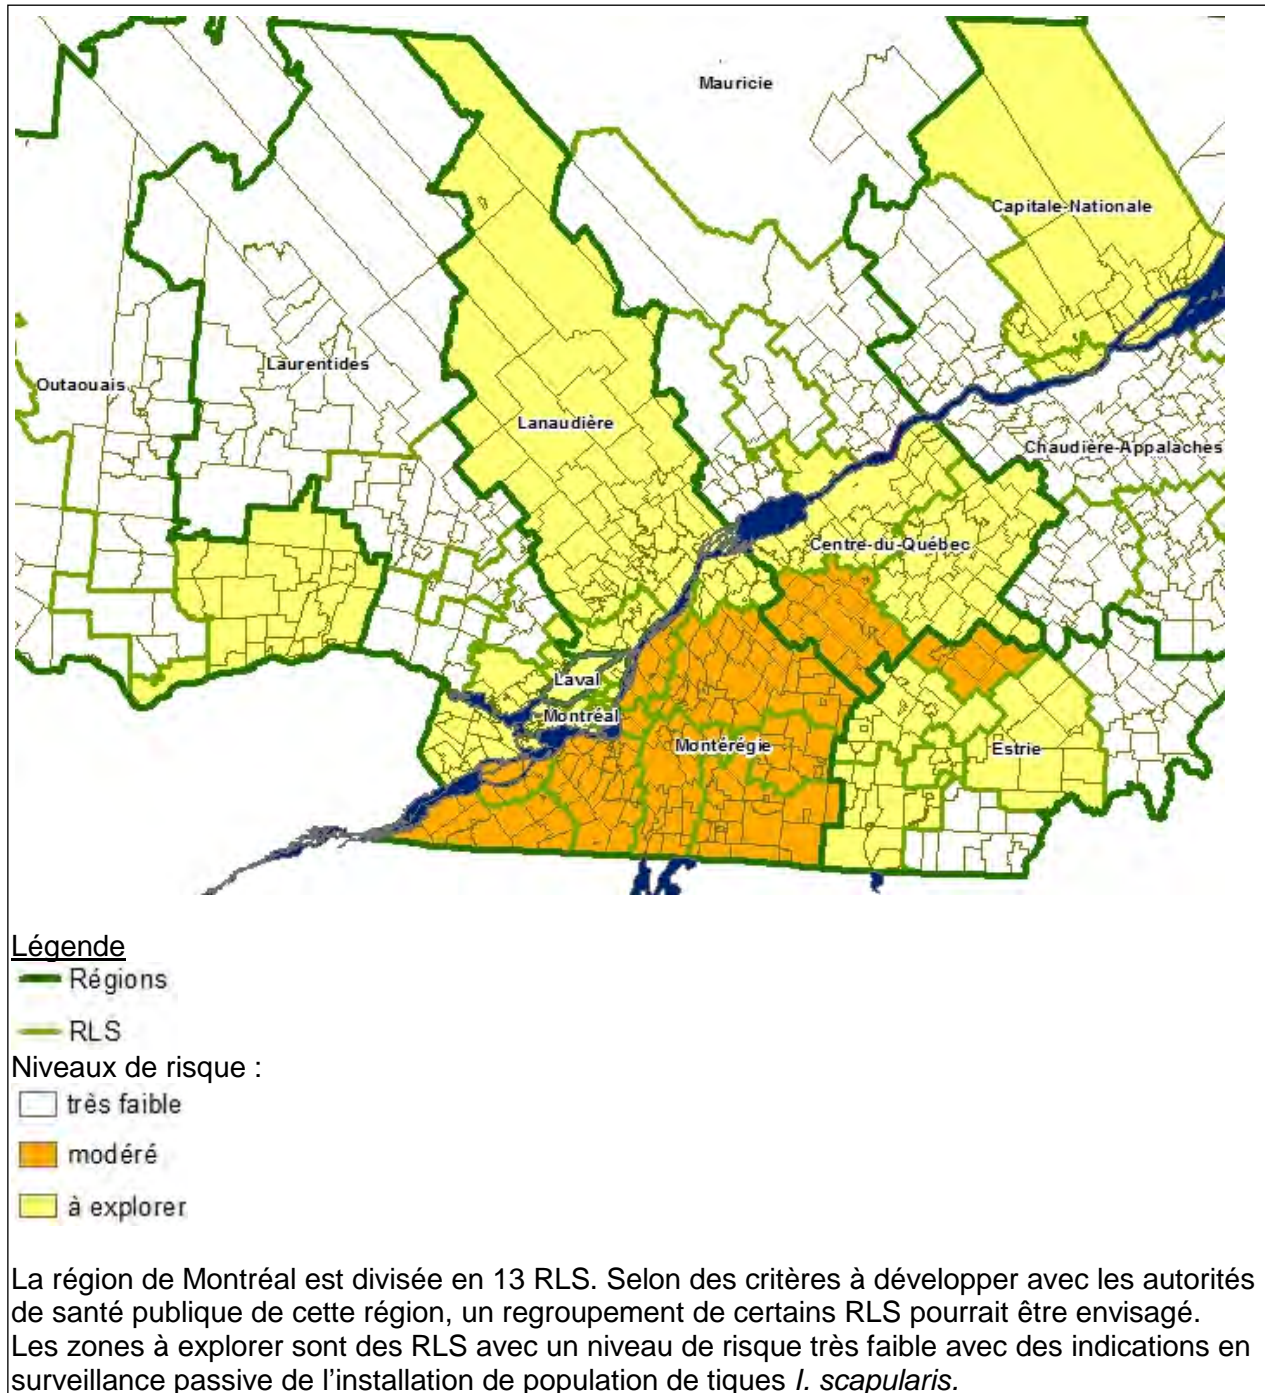 Mauricie
Capitale-Nationale
Laurentides
Outaouais
Lanaudière
Chaudière-Appalaches
Centre-du-Québec
Laval
Montréal
Montérégie
Estrie
Légende
Régions
RLS
Niveaux de risque :
très faible
modéré
à explorer
La région de Montréal est divisée en 13 RLS. Selon des critères à développer avec les autorités
de santé publique de cette région, un regroupement de certains RLS pourrait être envisagé.
Les zones à explorer sont des RLS avec un niveau de risque très faible avec des indications en
surveillance passive de l’installation de population de tiques I. scapularis.